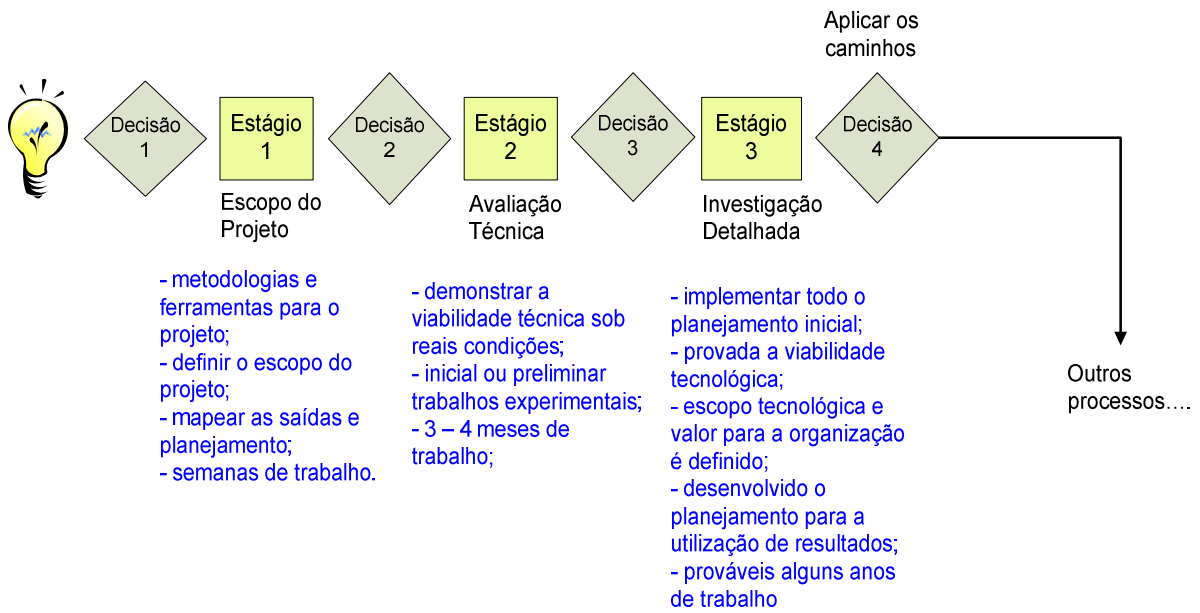 Aplicar os
caminhos
Decisão
1
Estágio
1
Decisão
2
Estágio
2
Decisão
3
Estágio
3
Decisão
4
Escopo do
Projeto
Avaliação
Técnica
Investigação
Detalhada
- metodologias e
ferramentas para o
projeto;
- definir o escopo do
projeto;
- mapear as saídas e
planejamento;
- semanas de trabalho.
- demonstrar a
viabilidade técnica sob
reais condições;
- inicial ou preliminar
trabalhos experimentais;
- 3 – 4 meses de
trabalho;
- implementar todo o
planejamento inicial;
- provada a viabilidade
tecnológica;
- escopo tecnológica e
valor para a organização
é definido;
- desenvolvido o
planejamento para a
utilização de resultados;
- prováveis alguns anos
de trabalho
Outros
processos….